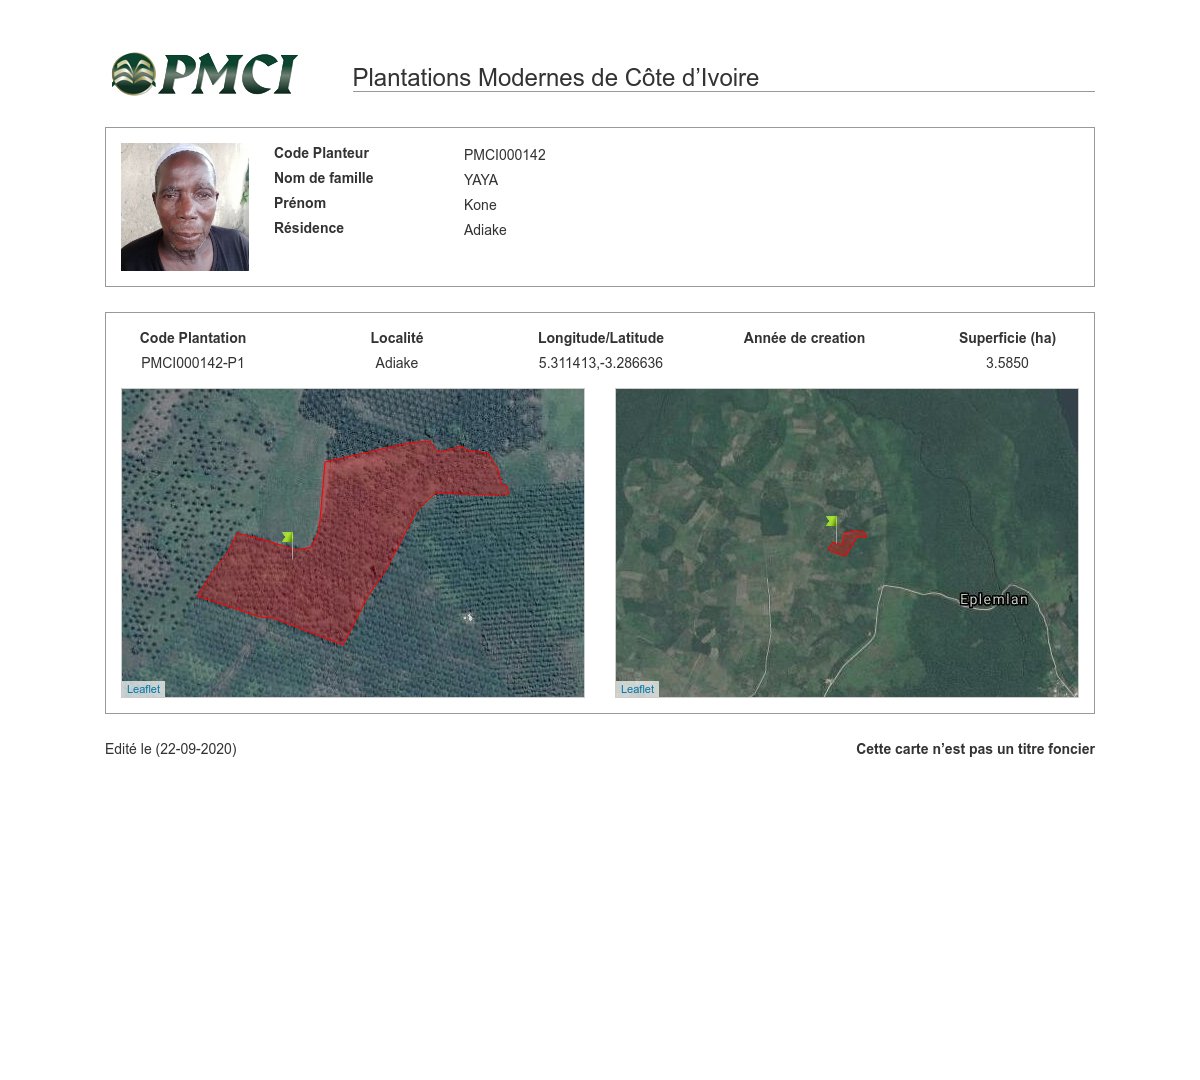 PMCI
Plantations Modernes de Côte d’Ivoire
Code Planteur PMCI000142
Nom de famille YAYA
Prénom Kone
Résidence Adiake
Code Plantation Localité Longitude/Latitude Année de creation Superficie (ha)
PMCI000142-P1 Adiake 5.311413,-3.286636 3.5850
Eplemlan
Leaflet Leaflet
Edité le (22-09-2020) Cette carte n’est pas un titre foncier